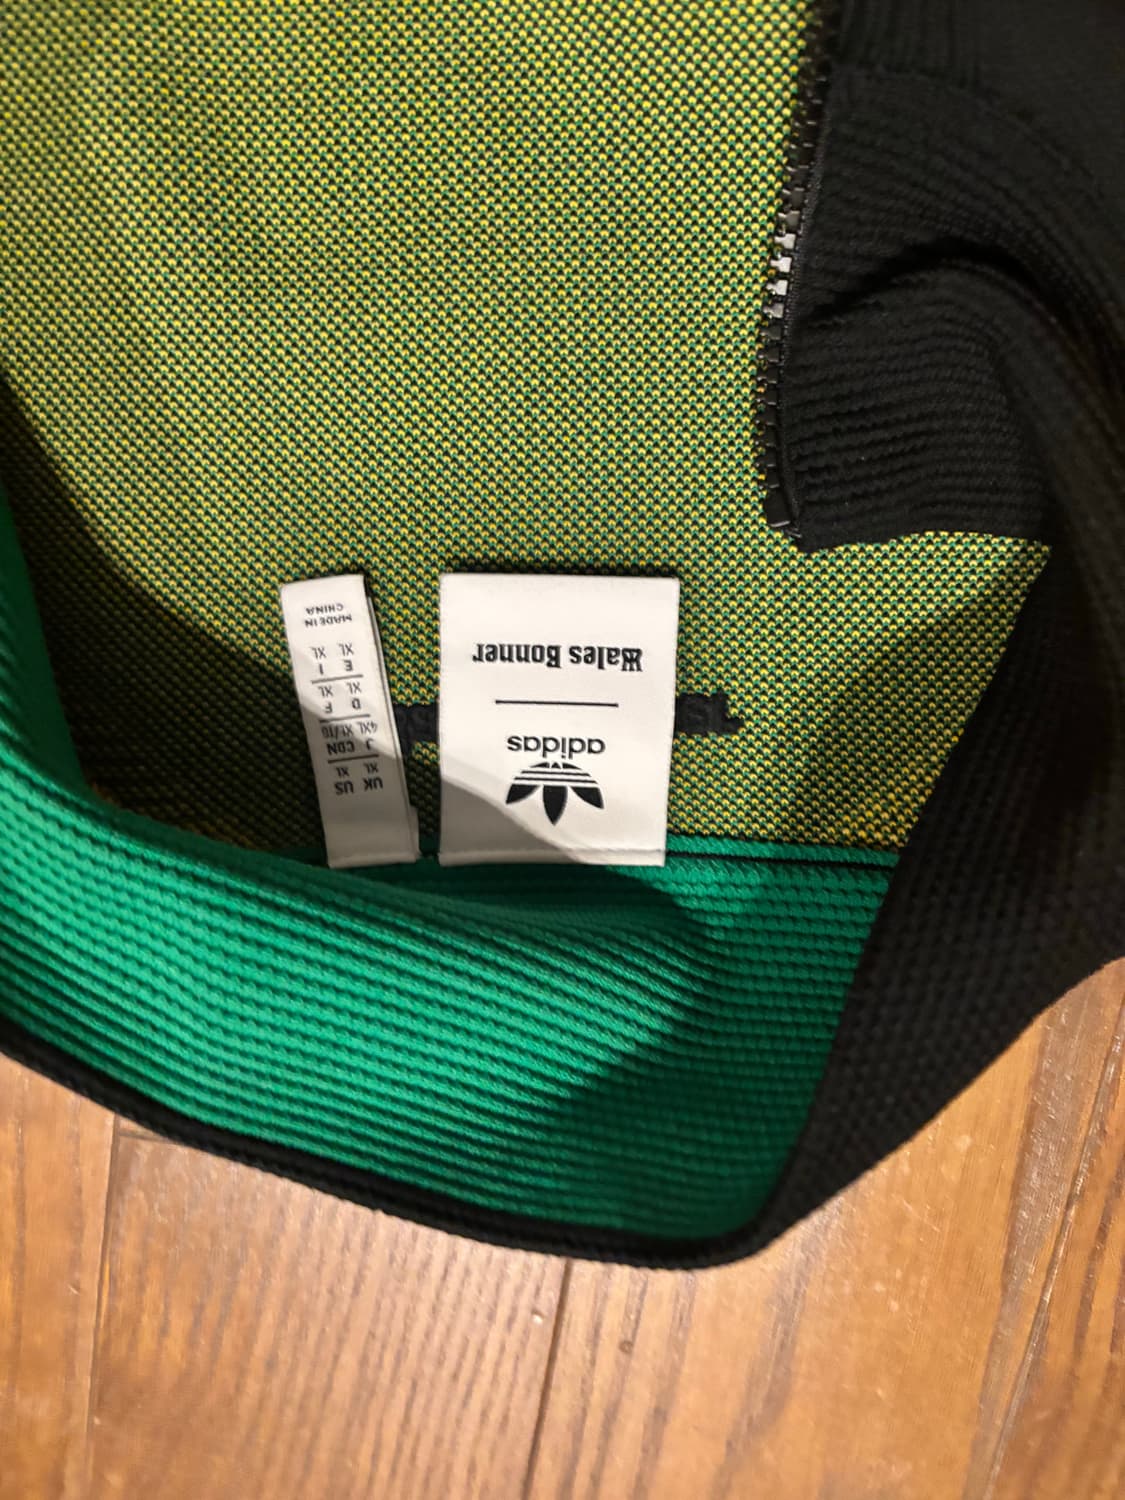 adidas
Wales Bonner
UK US
XL XL
J CDN
4XL XL/TG
D F
XL XL
E I
XL XL
MADE IN
CHINA